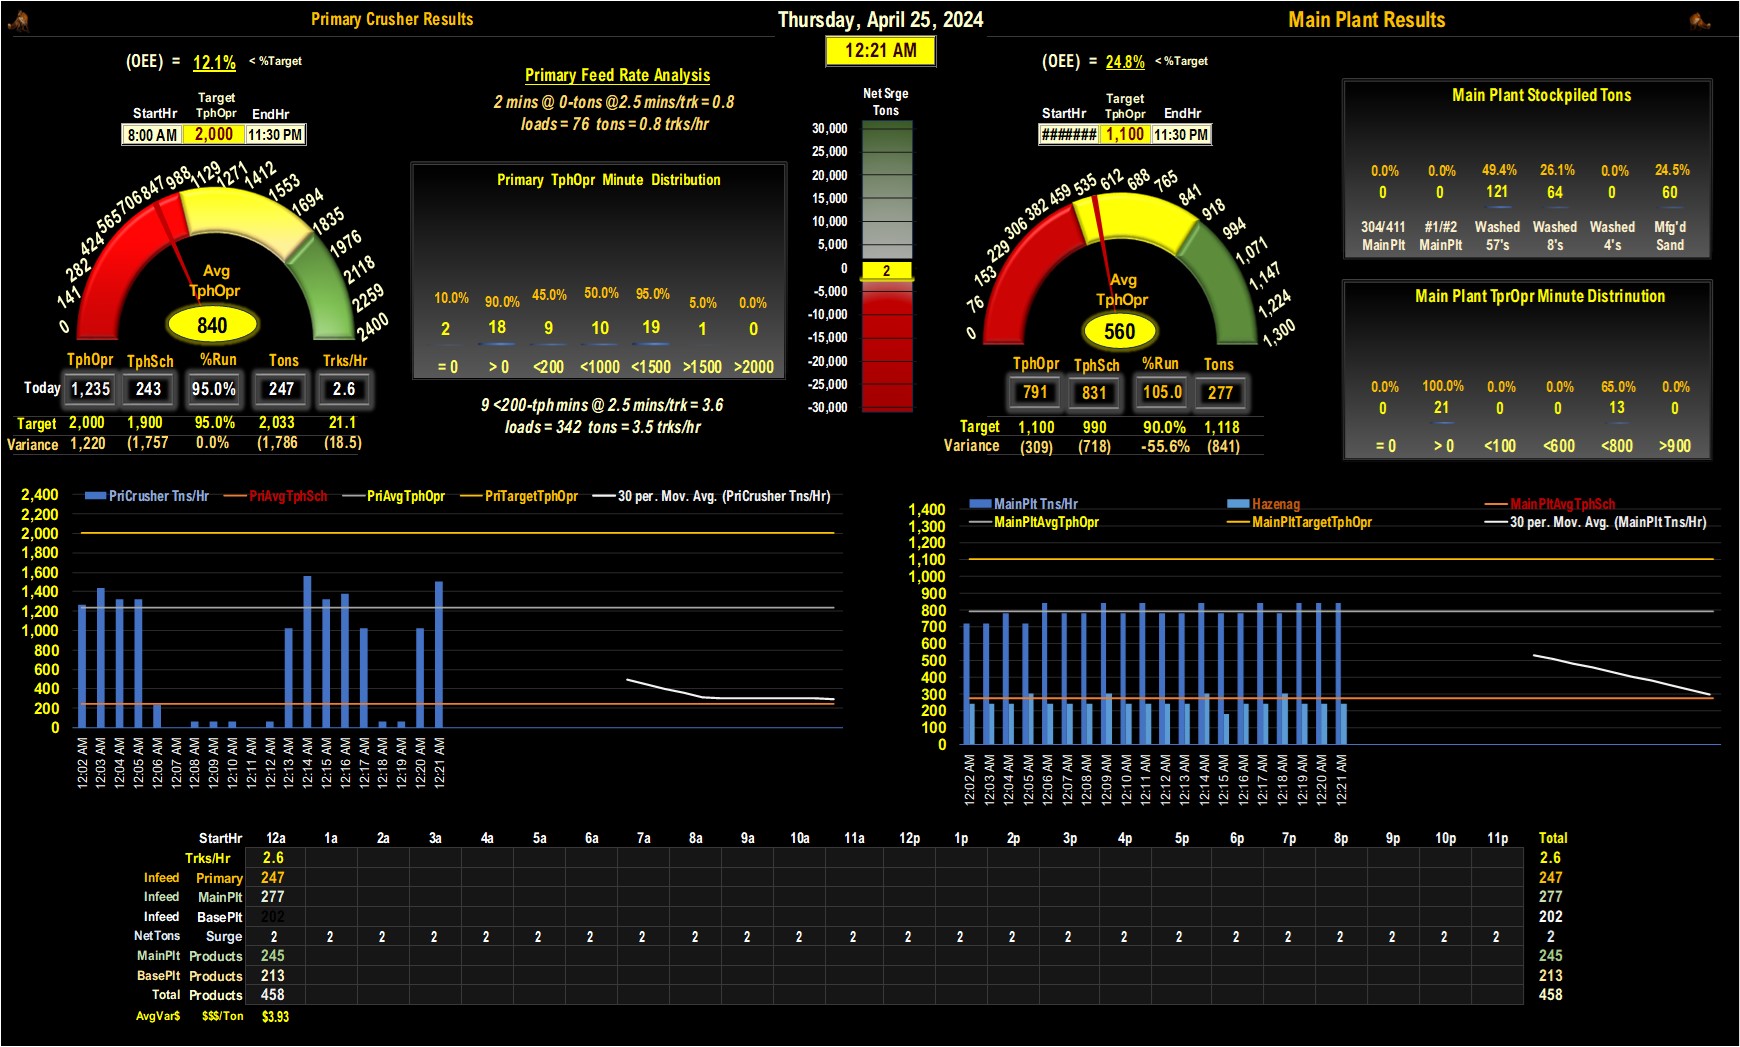 Primary Crusher Results
Thursday, April 25, 2024
Main Plant Results
12:21 AM
(OEE) = 12.1% < %Target
Target
StartHr TphOpr EndHr
8:00 AM 2,000 11:30 PM
0 141 282 424 565 706 847 988 1129 1271 1412 1553 1694 1835 1976 2118 2259 2400
Avg
TphOpr
840
TphOpr TphSch %Run Tons Trks/Hr
Today 1,235 243 95.0% 247 2.6
Target 2,000 1,900 95.0% 2,033 21.1
Variance 1,220 (1,757 0.0% (1,786 (18.5)
Primary Feed Rate Analysis
2 mins @ 0-tons @2.5 mins/trk = 0.8
loads = 76 tons = 0.8 trks/hr
Primary TphOpr Minute Distribution
10.0% 90.0% 45.0% 50.0% 95.0% 5.0% 0.0%
2 18 9 10 19 1 0
= 0 > 0 <200 <1000 <1500 >1500 >2000
9 <200-tph mins @ 2.5 mins/trk = 3.6
loads = 342 tons = 3.5 trks/hr
Net Srge
Tons
30,000
25,000
20,000
15,000
10,000
5,000
0 2
-5,000
-10,000
-15,000
-20,000
-25,000
-30,000
(OEE) = 24.8% < %Target
Target
StartHr TphOpr EndHr
####### 1,100 11:30 PM
0 76 153 229 306 382 459 535 612 688 765 841 918 994 1,071 1,147 1,224 1,300
Avg
TphOpr
560
TphOpr TphSch %Run Tons
791 831 105.0 277
Target 1,100 990 90.0% 1,118
Variance (309) (718) -55.6% (841)
Main Plant Stockpiled Tons
0.0% 0.0% 49.4% 26.1% 0.0% 24.5%
0 0 121 64 0 60
304/411 #1/#2 Washed Washed Washed Mfg'd
MainPlt MainPlt 57's 8's 4's Sand
Main Plant TprOpr Minute Distrinution
0.0% 100.0% 0.0% 0.0% 65.0% 0.0%
0 21 0 0 13 0
= 0 > 0 <100 <600 <800 >900
PriCrusher Tns/Hr PriAvgTphSch PriAvgTphOpr PriTargetTphOpr 30 per. Mov. Avg. (PriCrusher Tns/Hr)
2,400
2,200
2,000
1,800
1,600
1,400
1,200
1,000
800
600
400
200
0
12:02 AM 12:03 AM 12:04 AM 12:05 AM 12:06 AM 12:07 AM 12:08 AM 12:09 AM 12:10 AM 12:11 AM 12:12 AM 12:13 AM 12:14 AM 12:15 AM 12:16 AM 12:17 AM 12:18 AM 12:19 AM 12:20 AM 12:21 AM
MainPlt Tns/Hr Hazenag MainPltAvgTphSch
MainPltAvgTphOpr MainPltTargetTphOpr 30 per. Mov. Avg. (MainPlt Tns/Hr)
1,400
1,300
1,200
1,100
1,000
900
800
700
600
500
400
300
200
100
0
12:02 AM 12:03 AM 12:04 AM 12:05 AM 12:06 AM 12:07 AM 12:08 AM 12:09 AM 12:10 AM 12:11 AM 12:12 AM 12:13 AM 12:14 AM 12:15 AM 12:16 AM 12:17 AM 12:18 AM 12:19 AM 12:20 AM 12:21 AM
StartHr 12a 1a 2a 3a 4a 5a 6a 7a 8a 9a 10a 11a 12p 1p 2p 3p 4p 5p 6p 7p 8p 9p 10p 11p Total
Trks/Hr 2.6 2.6
Infeed Primary 247 247
Infeed MainPlt 277 277
Infeed BasePlt 202 202
NetTons Surge 2 2 2 2 2 2 2 2 2 2 2 2 2 2 2 2 2 2 2 2 2 2 2 2 2
MainPlt Products 245 245
BasePlt Products 213 213
Total Products 458 458
AvgVar$ $$$/Ton $3.93